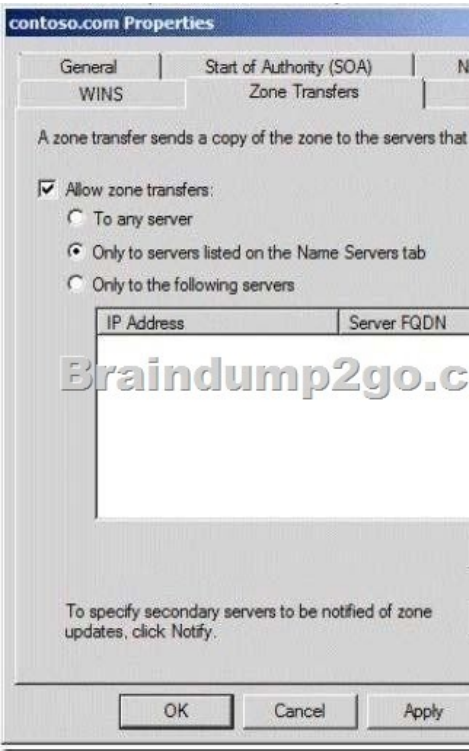 contoso.com Properties
General
Start of Authority (SOA)
N
WINS
Zone Transfers
A zone transfer sends a copy of the zone to the servers that
Allow zone transfers:
To any server
Only to servers listed on the Name Servers tab
Only to the following servers
IP Address
Server FQDN
Braindump2go.c
To specify secondary servers to be notified of zone
updates, click Notify.
OK
Cancel
Apply